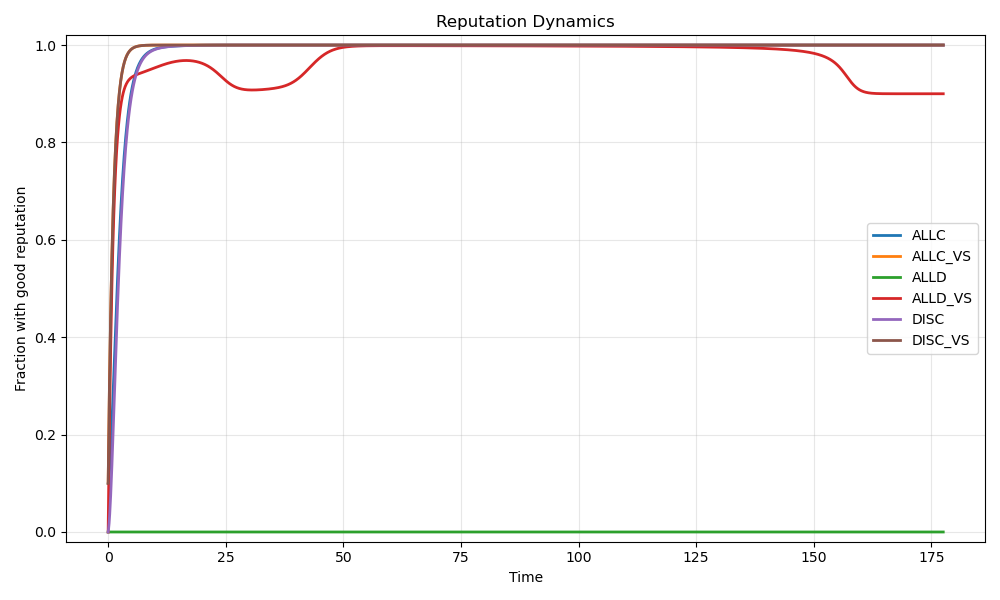 Reputation Dynamics
Fraction with good reputation
1.0
0.8
0.6
0.4
0.2
0.0
ALLC
ALLC_VS
ALLD
ALLD_VS
DISC
DISC_VS
0 25 50 75 100 125 150 175
Time